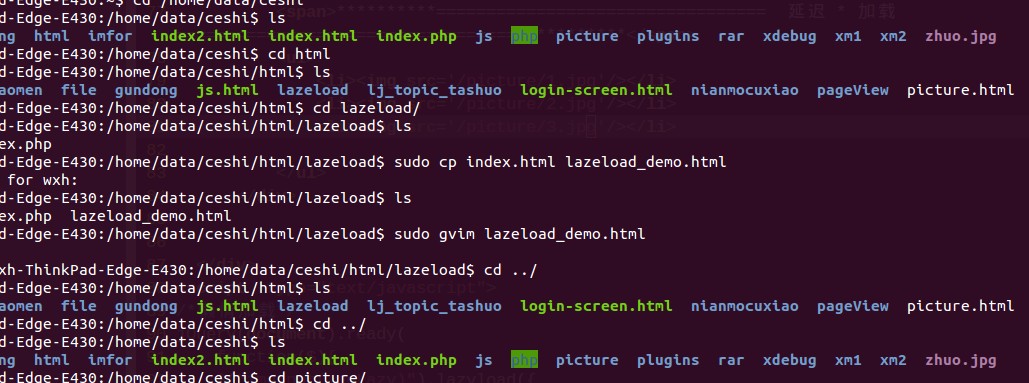 d-Edge-E430:~$ cd /home/data/ceshi
d-Edge-E430:/home/data/ceshi$ ls
ng html imfor index2.html index.html index.php js php picture plugins rar xdebug xm1 xm2 zhuo.jpg
d-Edge-E430:/home/data/ceshi$ cd html
d-Edge-E430:/home/data/ceshi/html$ ls
aomen file gundong js.html lazeload lj_topic_tashuo login-screen.html nianmocuxiao pageView picture.html
d-Edge-E430:/home/data/ceshi/html$ cd lazeload/
d-Edge-E430:/home/data/ceshi/html/lazeload$ ls
ex.php
d-Edge-E430:/home/data/ceshi/html/lazeload$ sudo cp index.html lazeload_demo.html
for wxh:
d-Edge-E430:/home/data/ceshi/html/lazeload$ ls
ex.php lazeload_demo.html
d-Edge-E430:/home/data/ceshi/html/lazeload$ sudo gvim lazeload_demo.html
xh-ThinkPad-Edge-E430:/home/data/ceshi/html/lazeload$ cd ../
d-Edge-E430:/home/data/ceshi/html$ ls
aomen file gundong js.html lazeload lj_topic_tashuo login-screen.html nianmocuxiao pageView picture.html
d-Edge-E430:/home/data/ceshi/html$ cd ../
d-Edge-E430:/home/data/ceshi$ ls
ng html imfor index2.html index.html index.php js php picture plugins rar xdebug xm1 xm2 zhuo.jpg
d-Edge-E430:/home/data/ceshi$ cd picture/